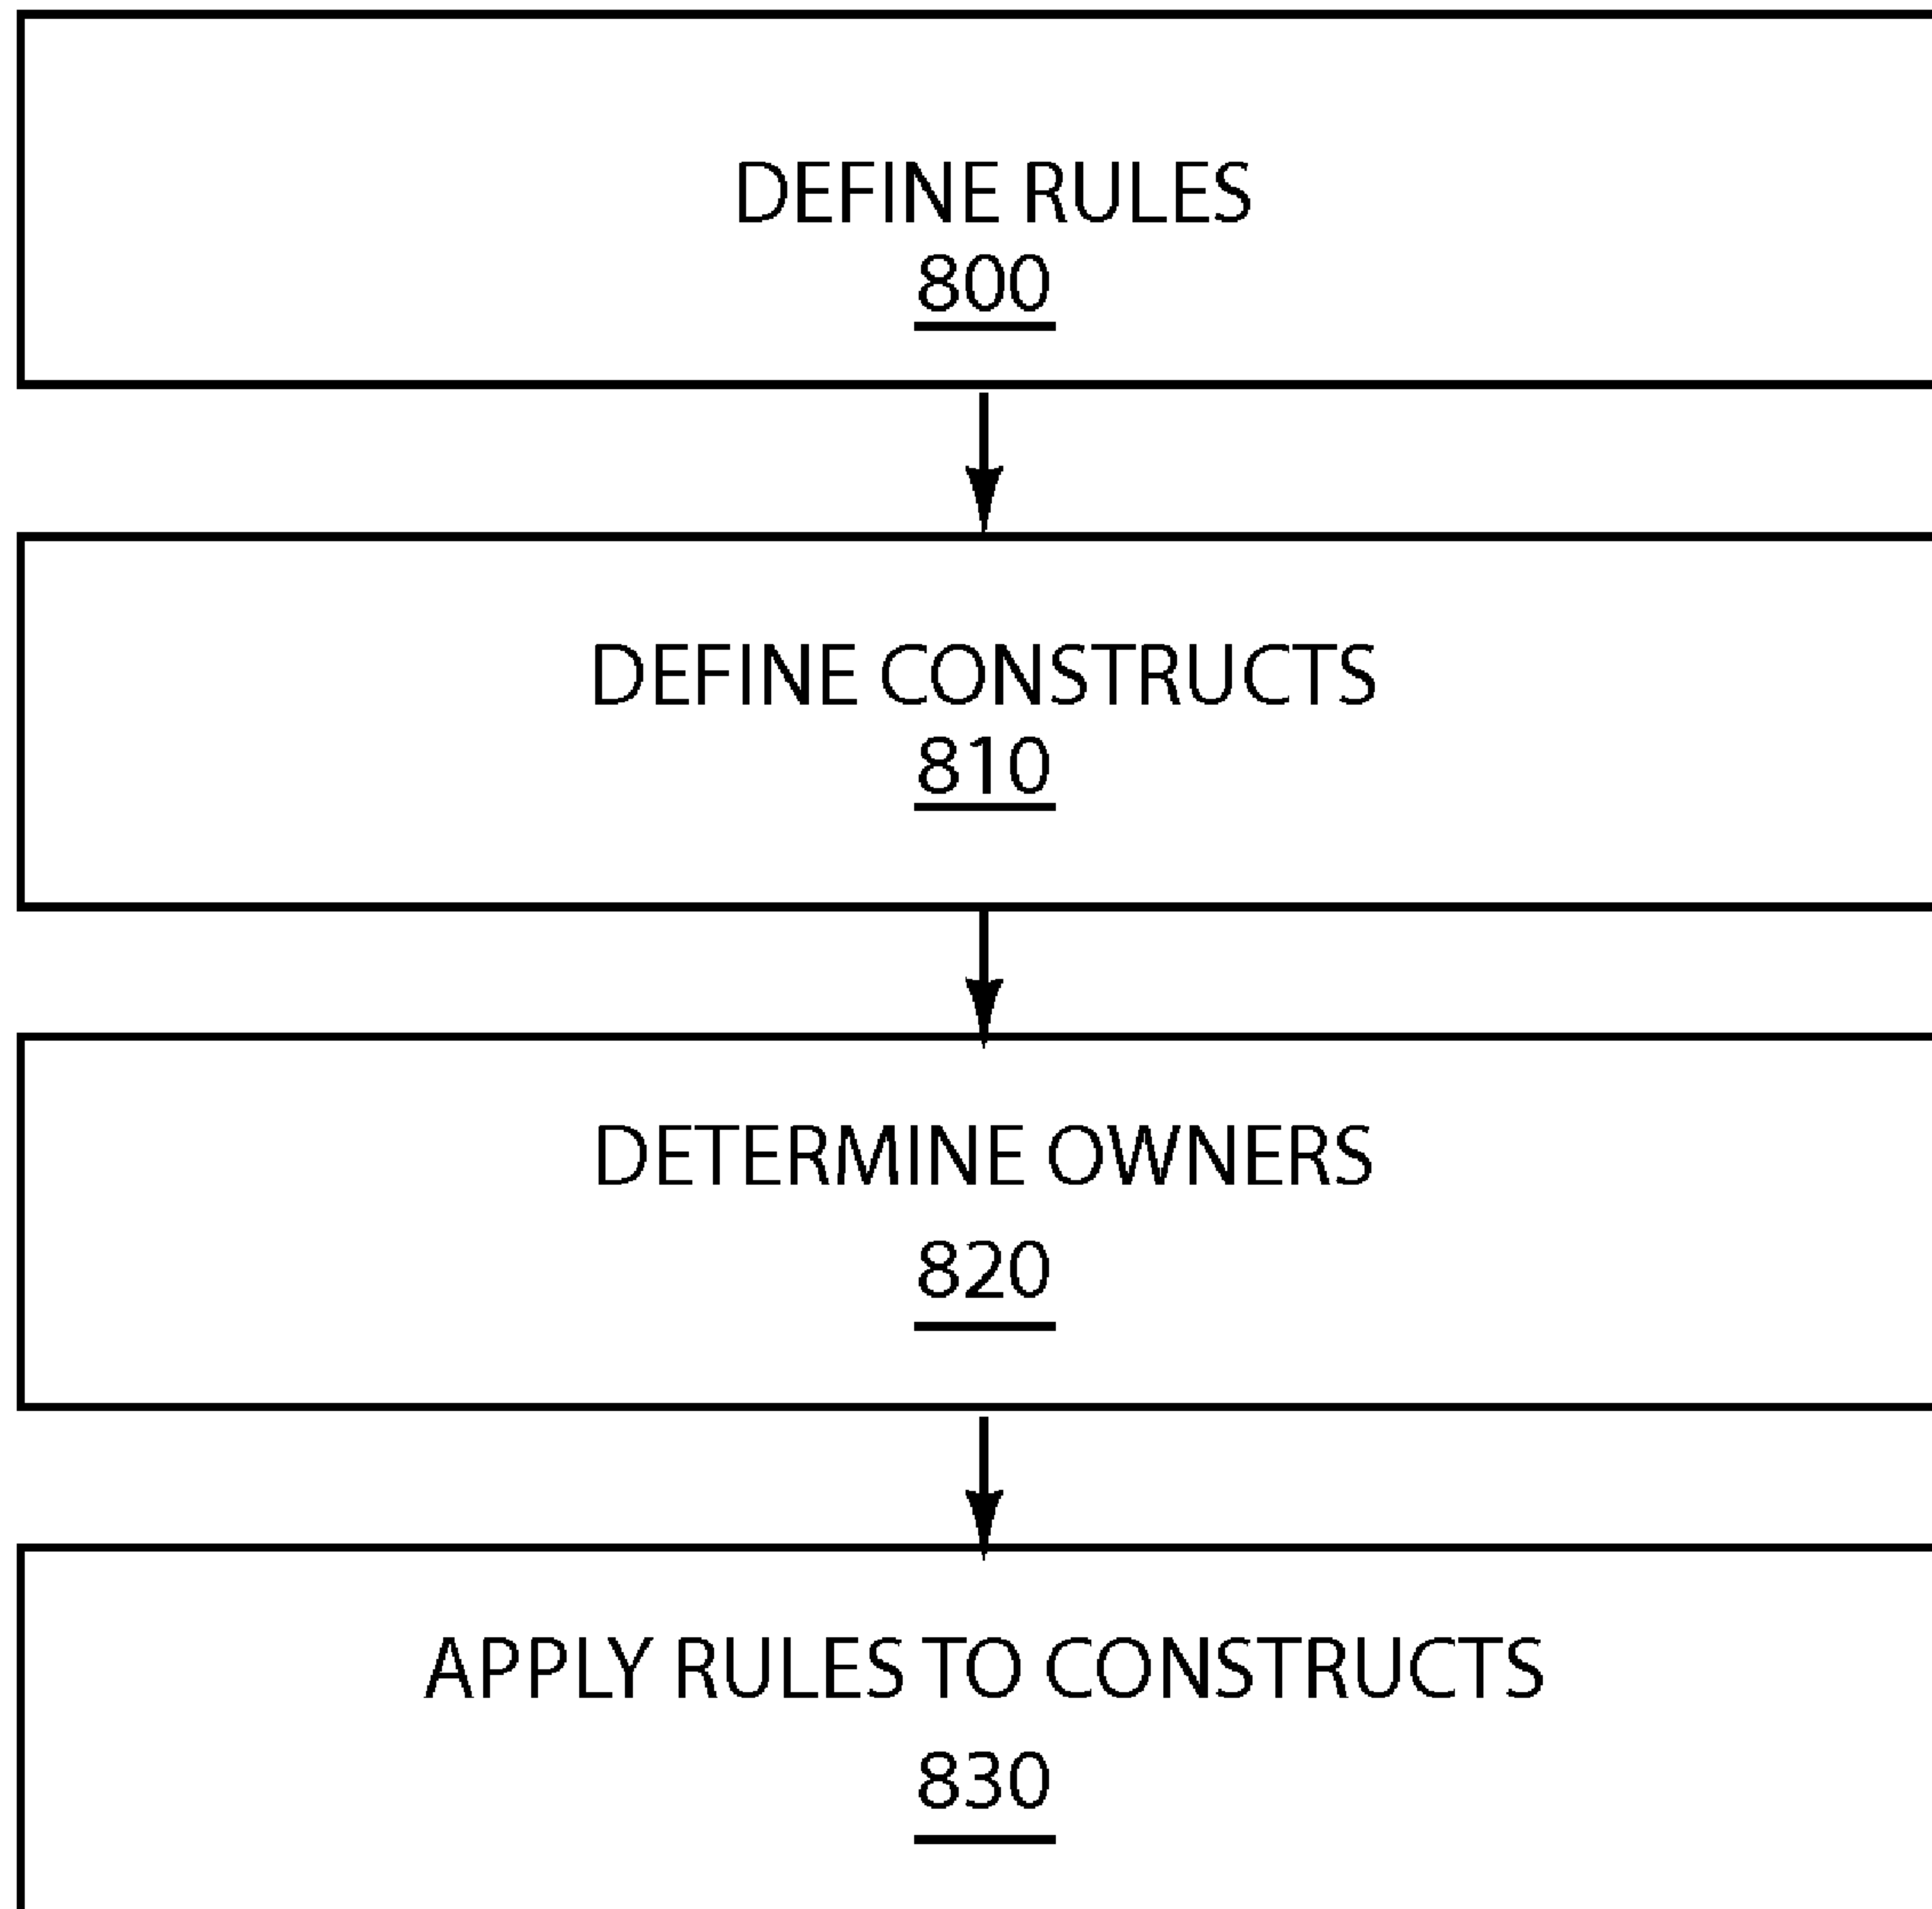 DEFINE RULES
800
DEFINE CONSTRUCTS
810
DETERMINE OWNERS
820
APPLY RULES TO CONSTRUCTS
830